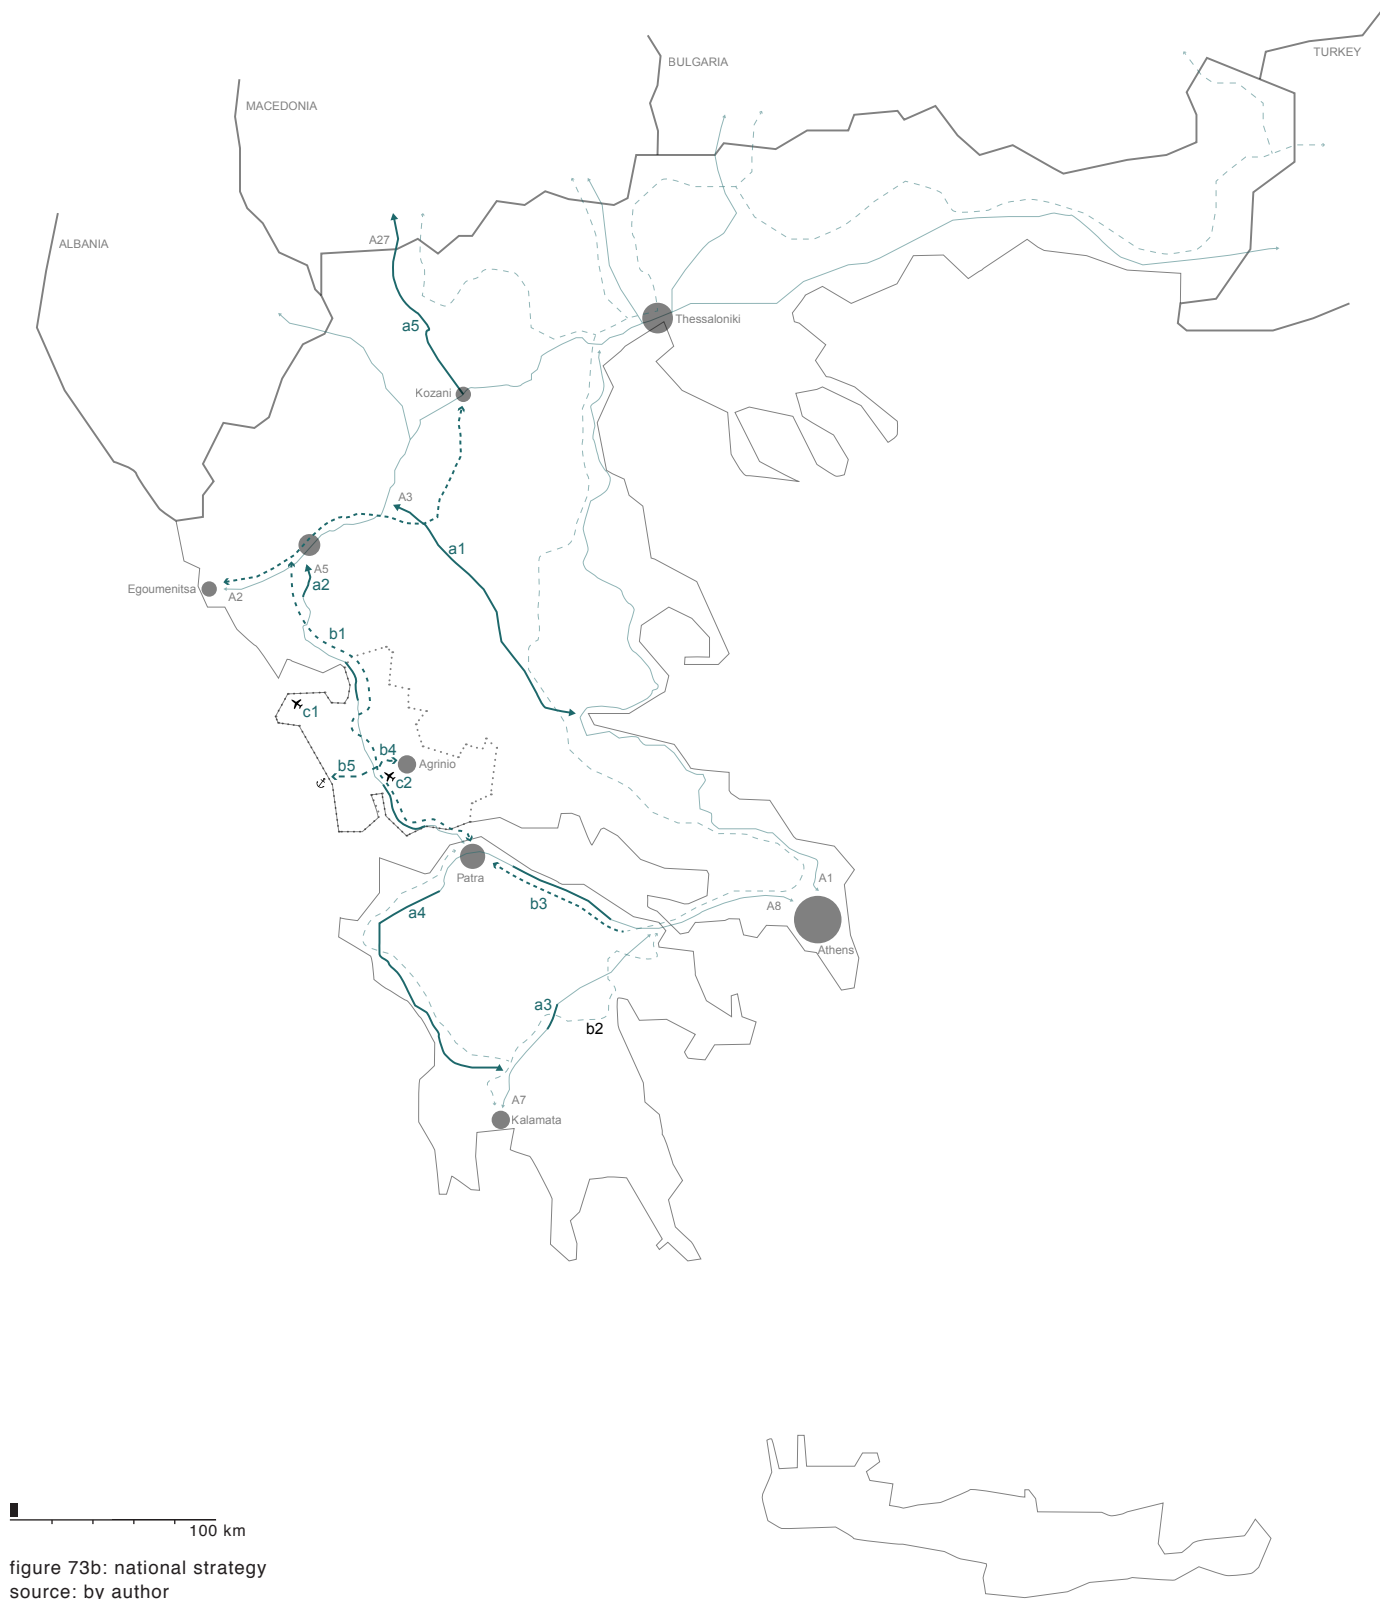 TURKEY
BULGARIA
MACEDONIA
ALBANIA
A27
a5
Thessaloniki
Kozani
A3
a1
A5
a2
Egoumenitsa
A2
b1
c1
b4
b5
Agrinio
c2
Patra
A1
b3
A8
a4
Athens
a3
b2
A7
Kalamata
100 km
figure 73b: national strategy
source: by author